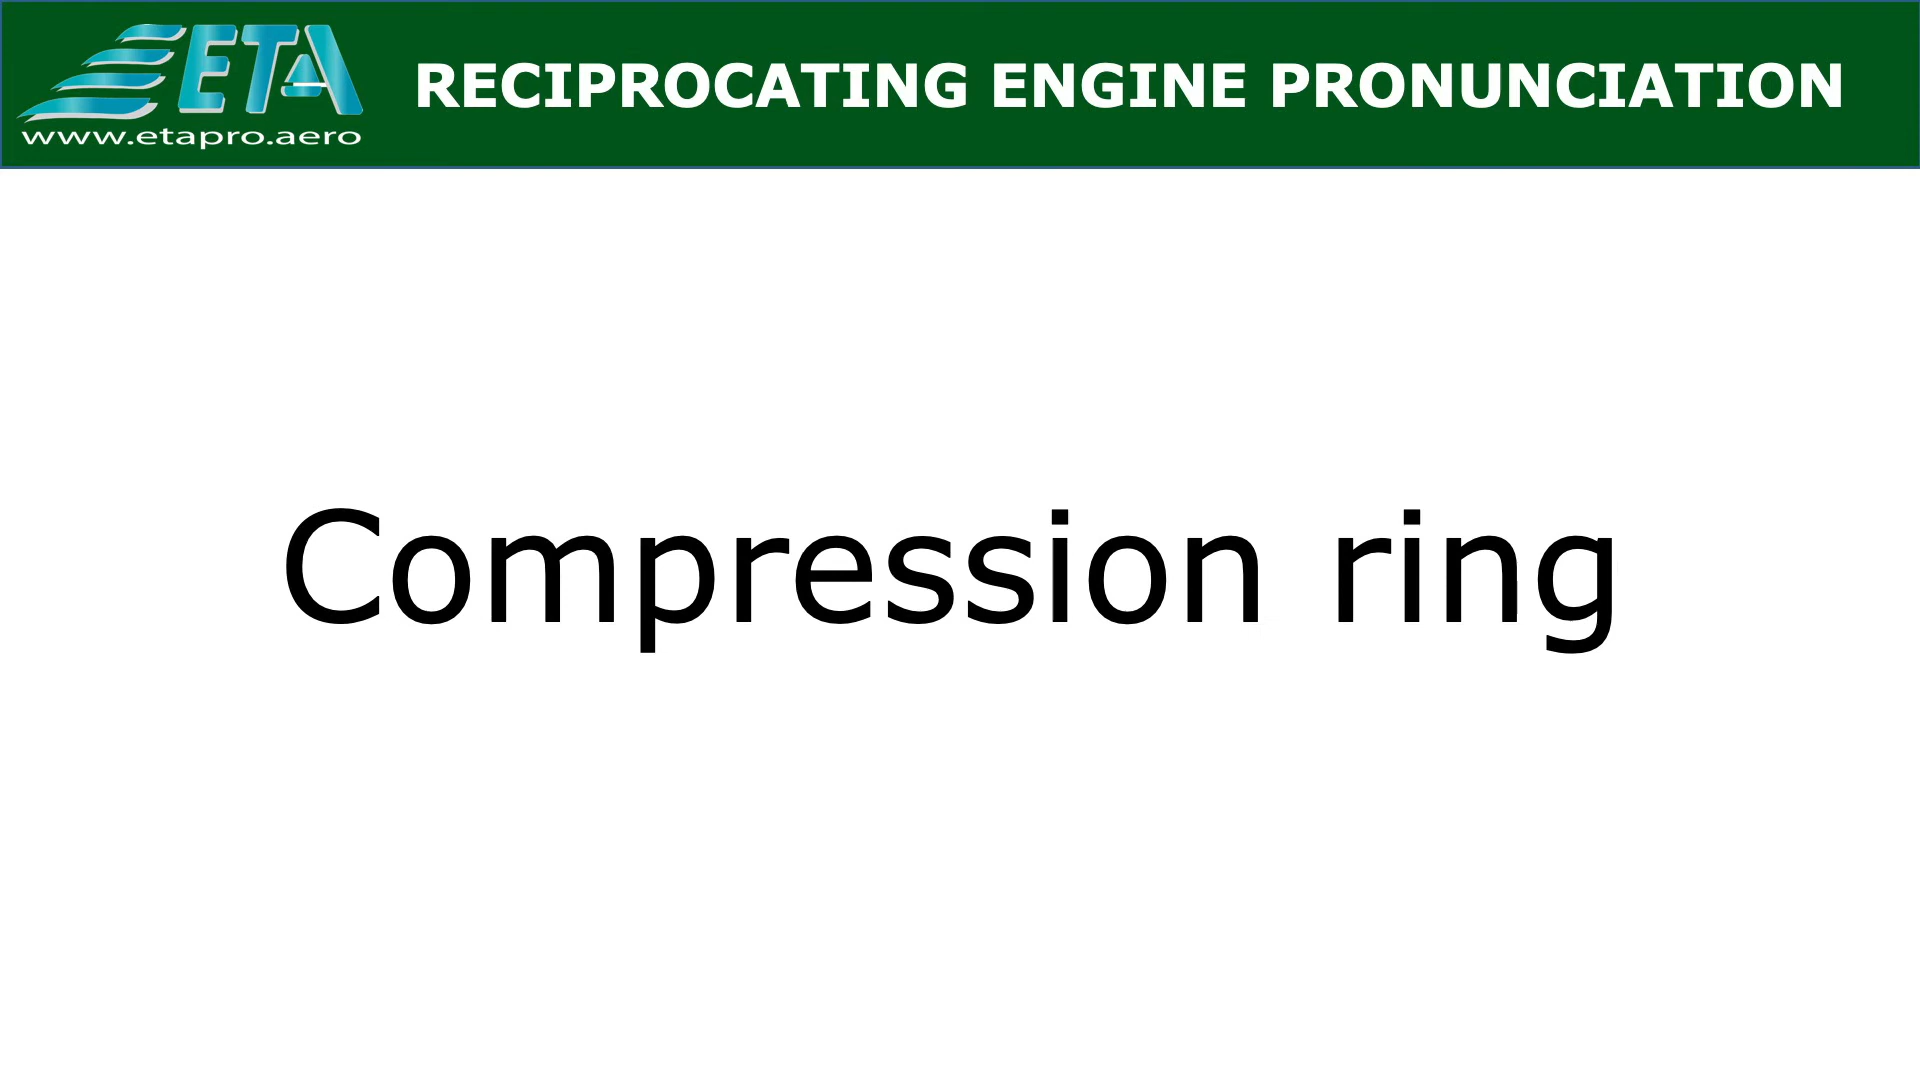 ETA
www.etapro.aero
RECIPROCATING ENGINE PRONUNCIATION
Compression ring